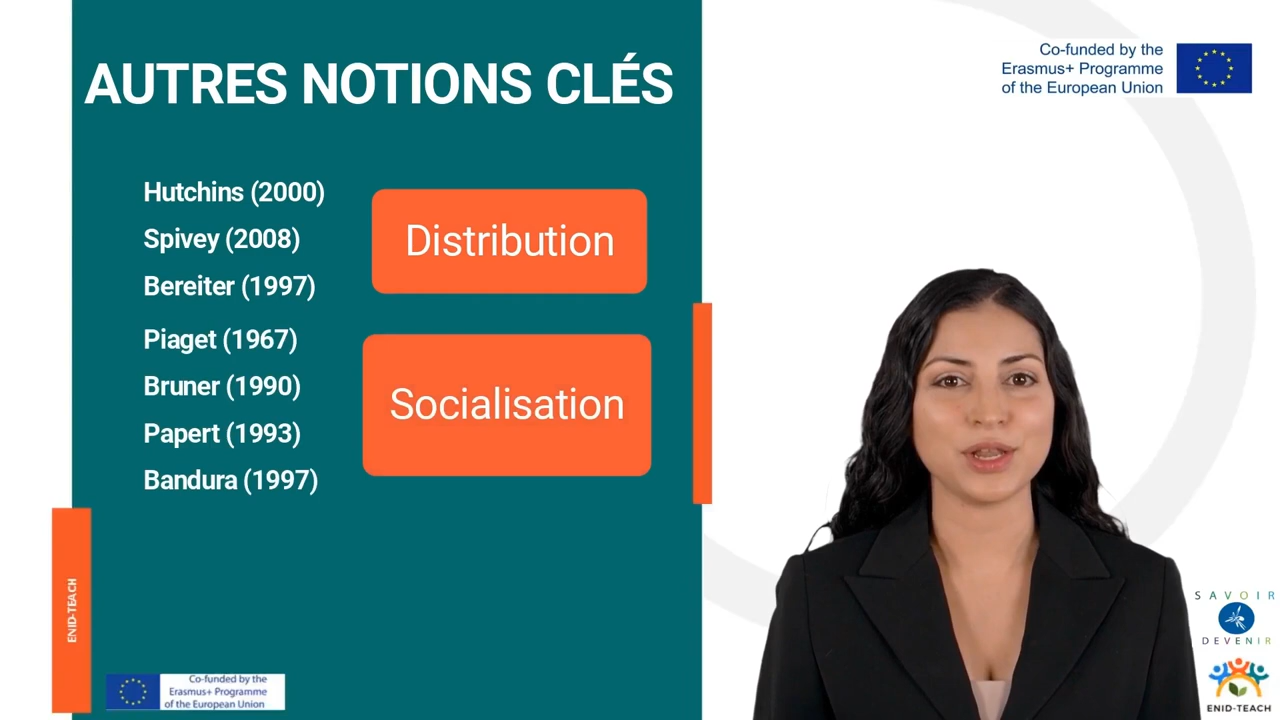 AUTRES NOTIONS CLÉS
Hutchins (2000)
Spivey (2008)
Bereiter (1997)
Distribution
Piaget (1967)
Bruner (1990)
Papert (1993)
Bandura (1997)
Socialisation
ENID-TEACH
Co-funded by the
Erasmus+ Programme
of the European Union
Co-funded by the
Erasmus+ Programme
of the European Union
SAVOIR
DEVENIR
ENID-TEACH